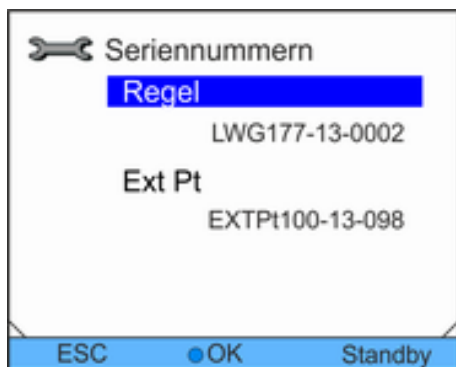 Seriennummern
Regel
LWG177-13-0002
Ext Pt
EXTPt100-13-098
ESC OK Standby